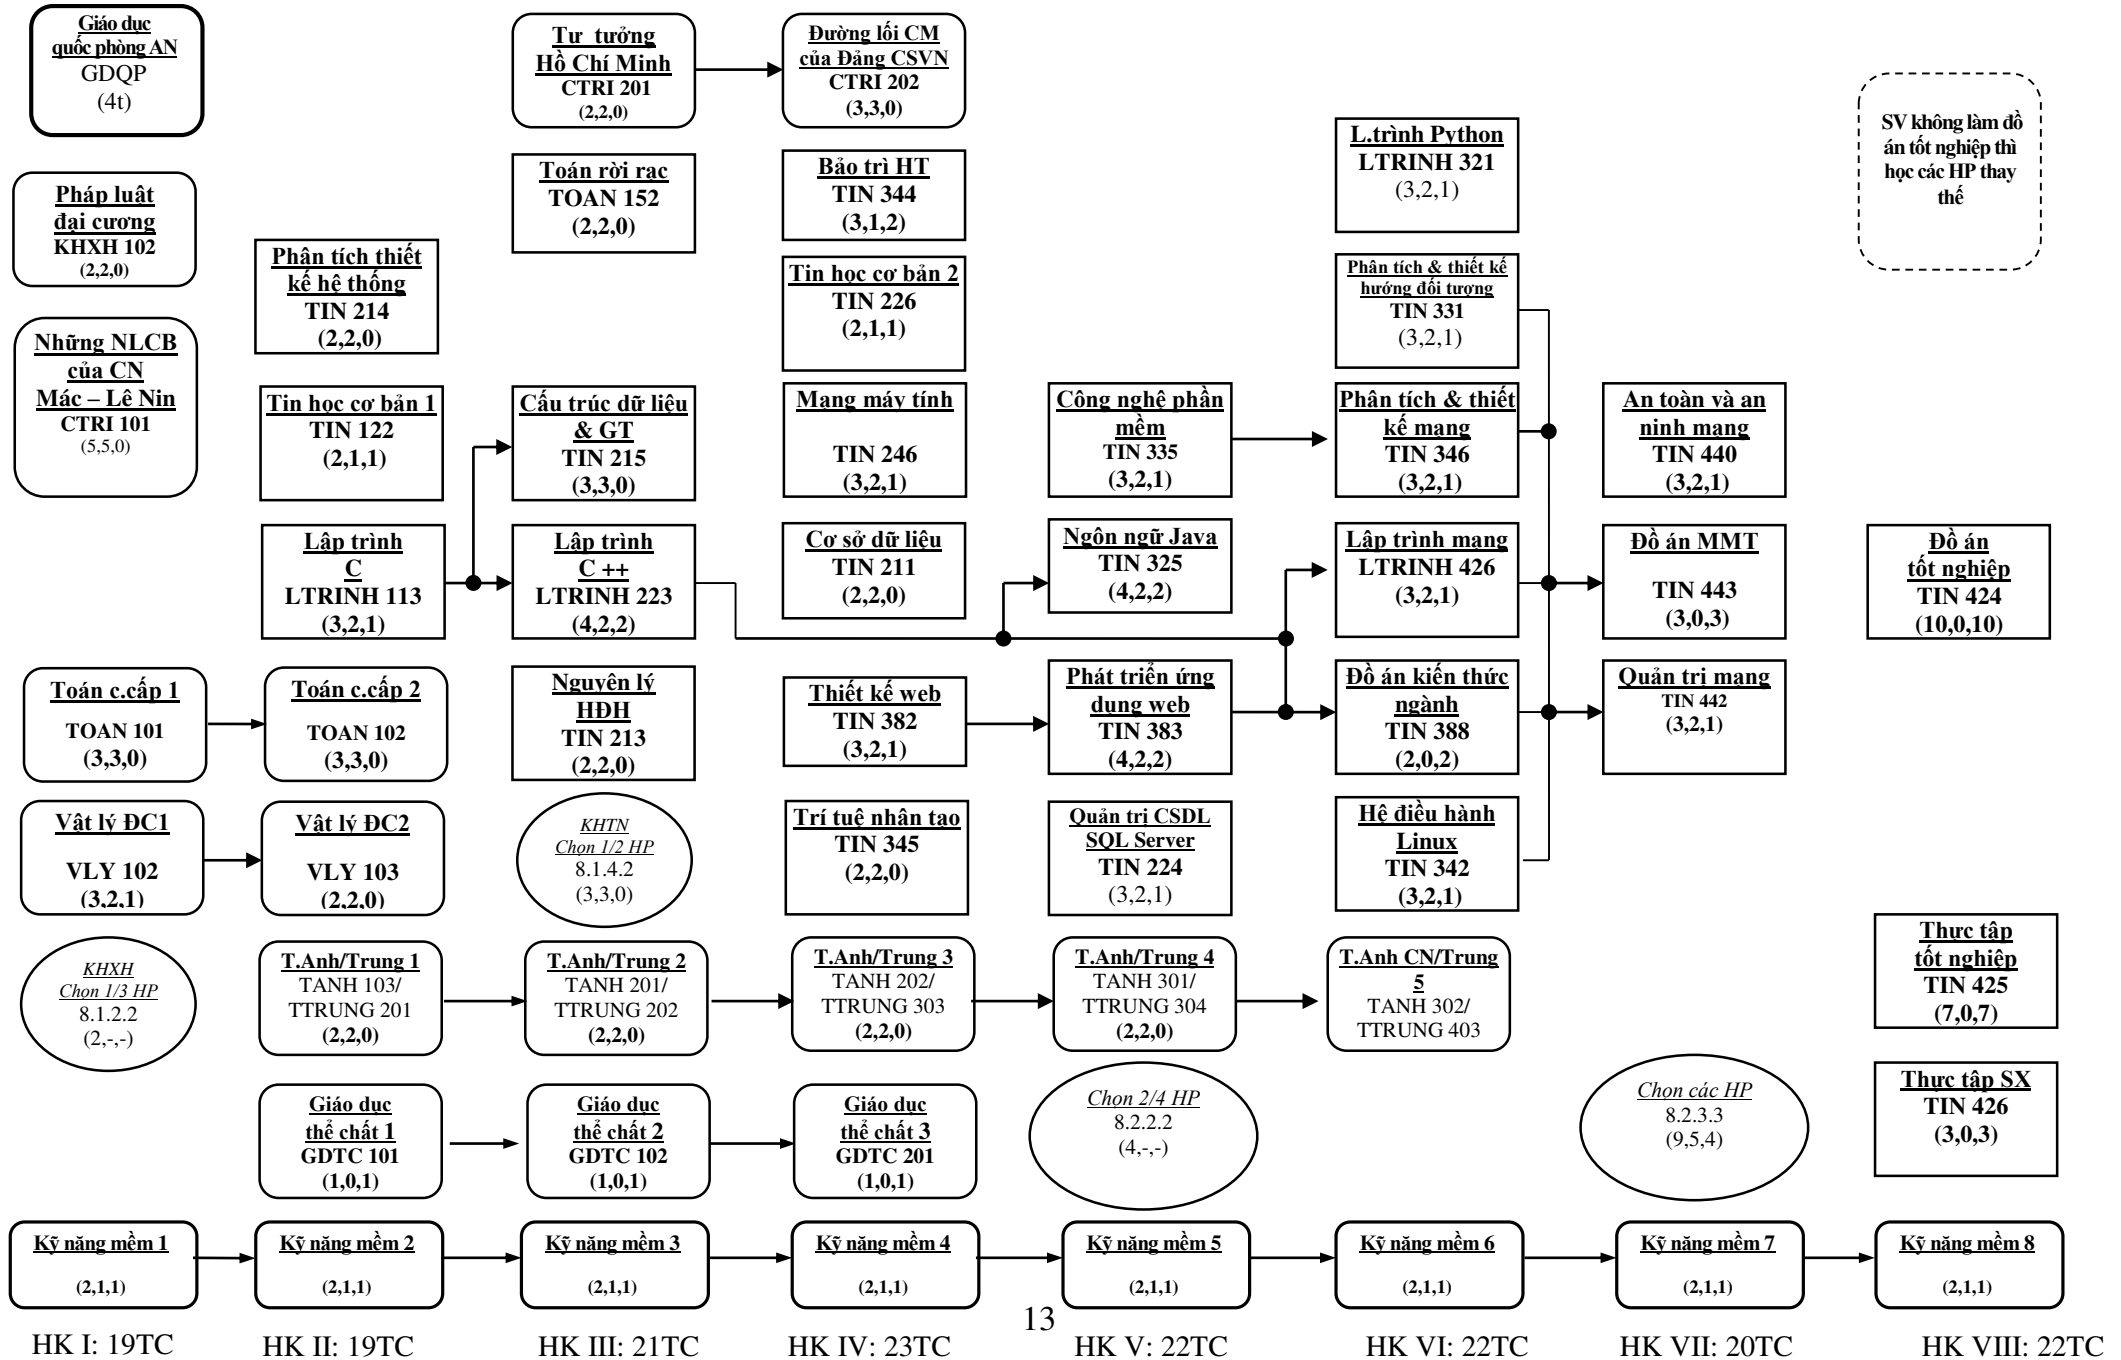 Giáo dục
quốc phòng AN
GDQP
(4t)
Pháp luật
đại cương
KHXH 102
(2,2,0)
Những NLCB
của CN
Mác – Lê Nin
CTRI 101
(5,5,0)
Toán c.cấp 1
TOAN 101
(3,3,0)
Vật lý ĐC1
VLY 102
(3,2,1)
KHXH
Chọn 1/3 HP
8.1.2.2
(2,-,-)
Kỹ năng mềm 1
(2,1,1)
HK I: 19TC
Phân tích thiết
kế hệ thống
TIN 214
(2,2,0)
Tin học cơ bản 1
TIN 122
(2,1,1)
Lập trình
C
LTRINH 113
(3,2,1)
Toán c.cấp 2
TOAN 102
(3,3,0)
Vật lý ĐC2
VLY 103
(2,2,0)
T.Anh/Trung 1
TANH 103/
TTRUNG 201
(2,2,0)
Giáo dục
thể chất 1
GDTC 101
(1,0,1)
Kỹ năng mềm 2
(2,1,1)
HK II: 19TC
Tư tưởng
Hồ Chí Minh
CTRI 201
(2,2,0)
Toán rời rạc
TOAN 152
(2,2,0)
Cấu trúc dữ liệu
& GT
TIN 215
(3,3,0)
Lập trình
C ++
LTRINH 223
(4,2,2)
Nguyên lý
HĐH
TIN 213
(2,2,0)
KHTN
Chọn 1/2 HP
8.1.4.2
(3,3,0)
T.Anh/Trung 2
TANH 201/
TTRUNG 202
(2,2,0)
Giáo dục
thể chất 2
GDTC 102
(1,0,1)
Kỹ năng mềm 3
(2,1,1)
HK III: 21TC
Đường lối CM
của Đảng CSVN
CTRI 202
(3,3,0)
Bảo trì HT
TIN 344
(3,1,2)
Tin học cơ bản 2
TIN 226
(2,1,1)
Mạng máy tính
TIN 246
(3,2,1)
Cơ sở dữ liệu
TIN 211
(2,2,0)
Thiết kế web
TIN 382
(3,2,1)
Trí tuệ nhân tạo
TIN 345
(2,2,0)
T.Anh/Trung 3
TANH 202/
TTRUNG 303
(2,2,0)
Giáo dục
thể chất 3
GDTC 201
(1,0,1)
Kỹ năng mềm 4
(2,1,1)
HK IV: 23TC
Công nghệ phần
mềm
TIN 335
(3,2,1)
Ngôn ngữ Java
TIN 325
(4,2,2)
Phát triển ứng
dụng web
TIN 383
(4,2,2)
Quản trị CSDL
SQL Server
TIN 224
(3,2,1)
T.Anh/Trung 4
TANH 301/
TTRUNG 304
(2,2,0)
Chọn 2/4 HP
8.2.2.2
(4,-,-)
Kỹ năng mềm 5
(2,1,1)
13
HK V: 22TC
L.trình Python
LTRINH 321
(3,2,1)
Phân tích & thiết kế
hướng đối tượng
TIN 331
(3,2,1)
Phân tích & thiết
kế mạng
TIN 346
(3,2,1)
Lập trình mạng
LTRINH 426
(3,2,1)
Đồ án kiến thức
ngành
TIN 388
(2,0,2)
Hệ điều hành
Linux
TIN 342
(3,2,1)
T.Anh CN/Trung
5
TANH 302/
TTRUNG 403
Kỹ năng mềm 6
(2,1,1)
HK VI: 22TC
An toàn và an
ninh mạng
TIN 440
(3,2,1)
Đồ án MMT
TIN 443
(3,0,3)
Quản trị mạng
TIN 442
(3,2,1)
Chọn các HP
8.2.3.3
(9,5,4)
Kỹ năng mềm 7
(2,1,1)
HK VII: 20TC
SV không làm đồ
án tốt nghiệp thì
học các HP thay
thế
Đồ án
tốt nghiệp
TIN 424
(10,0,10)
Thực tập
tốt nghiệp
TIN 425
(7,0,7)
Thực tập SX
TIN 426
(3,0,3)
Kỹ năng mềm 8
(2,1,1)
HK VIII: 22TC